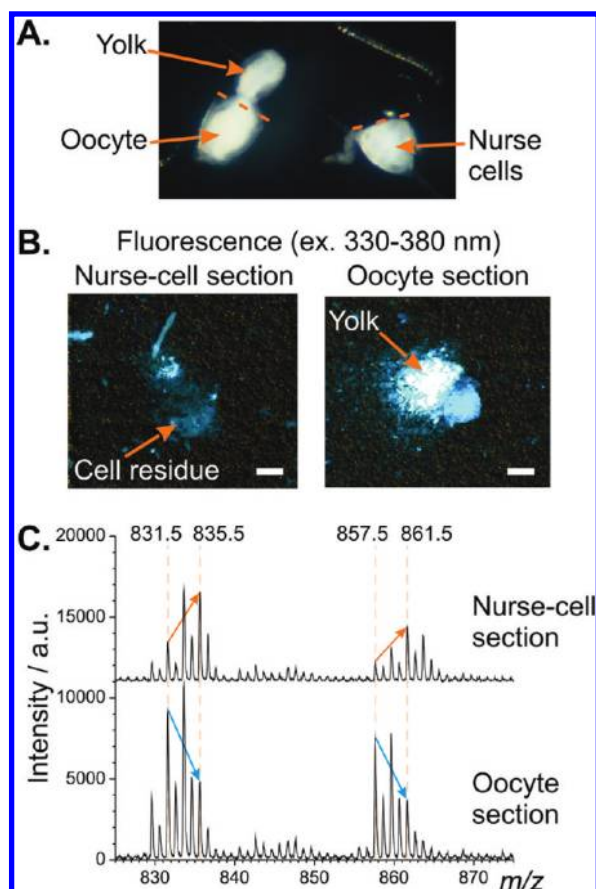 A.
Yolk
Oocyte
Nurse
cells
B.
Fluorescence (ex. 330-380 nm)
Nurse-cell section
Oocyte section
Yolk
Cell residue
C.
831.5
835.5
857.5
861.5
20000
15000
10000
5000
0
Intensity / a.u.
Nurse-cell
section
Oocyte
section
830
840
850
860
870
m/z